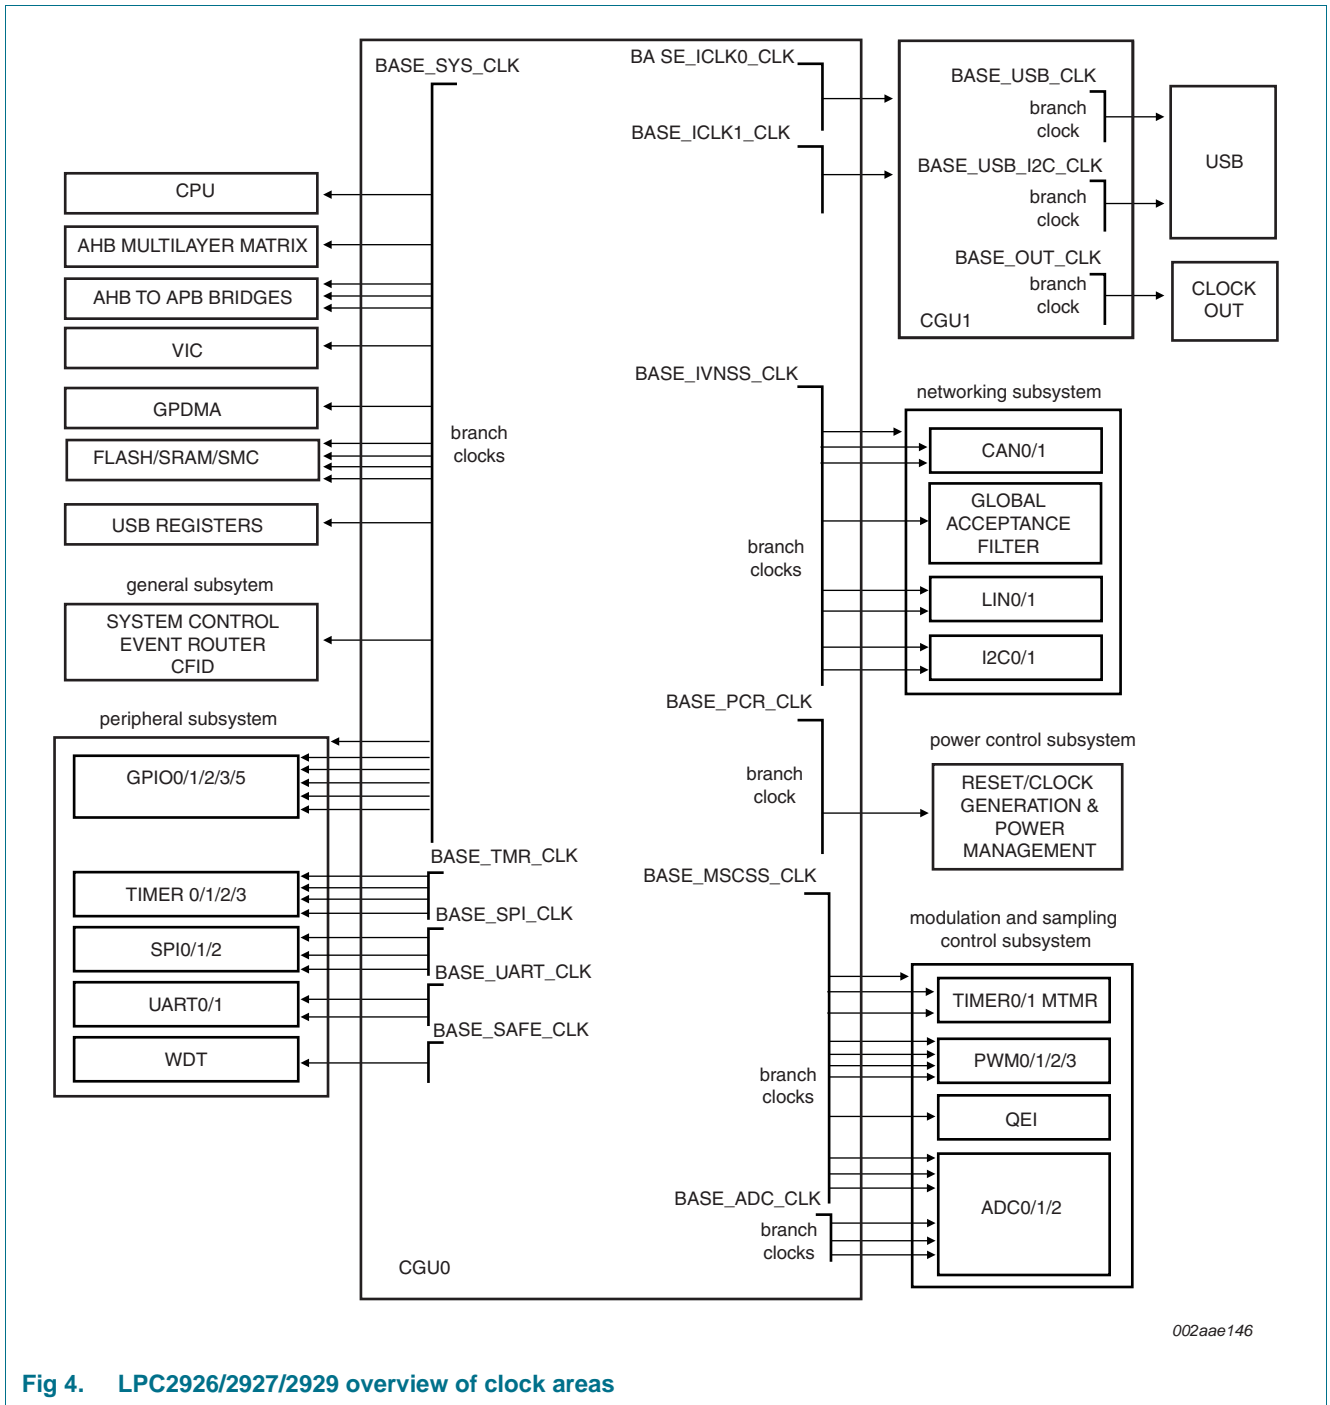 BASE_SYS_CLK
BA SE_ICLK0_CLK
BASE_ICLK1_CLK
BASE_USB_CLK
branch
clock
BASE_USB_I2C_CLK
branch
clock
BASE_OUT_CLK
branch
clock
CGU1
USB
CLOCK
OUT
CPU
AHB MULTILAYER MATRIX
AHB TO APB BRIDGES
VIC
GPDMA
FLASH/SRAM/SMC
USB REGISTERS
branch
clocks
general subsytem
SYSTEM CONTROL
EVENT ROUTER
CFID
peripheral subsystem
GPIO0/1/2/3/5
TIMER 0/1/2/3
SPI0/1/2
UART0/1
WDT
BASE_TMR_CLK
BASE_SPI_CLK
BASE_UART_CLK
BASE_SAFE_CLK
BASE_IVNSS_CLK
branch
clocks
networking subsystem
CAN0/1
GLOBAL
ACCEPTANCE
FILTER
LIN0/1
I2C0/1
BASE_PCR_CLK
branch
clock
power control subsystem
RESET/CLOCK
GENERATION &
POWER
MANAGEMENT
BASE_MSCSS_CLK
branch
clocks
modulation and sampling
control subsystem
TIMER0/1 MTMR
PWM0/1/2/3
QEI
ADC0/1/2
BASE_ADC_CLK
branch
clocks
CGU0
002aae146
Fig 4. LPC2926/2927/2929 overview of clock areas